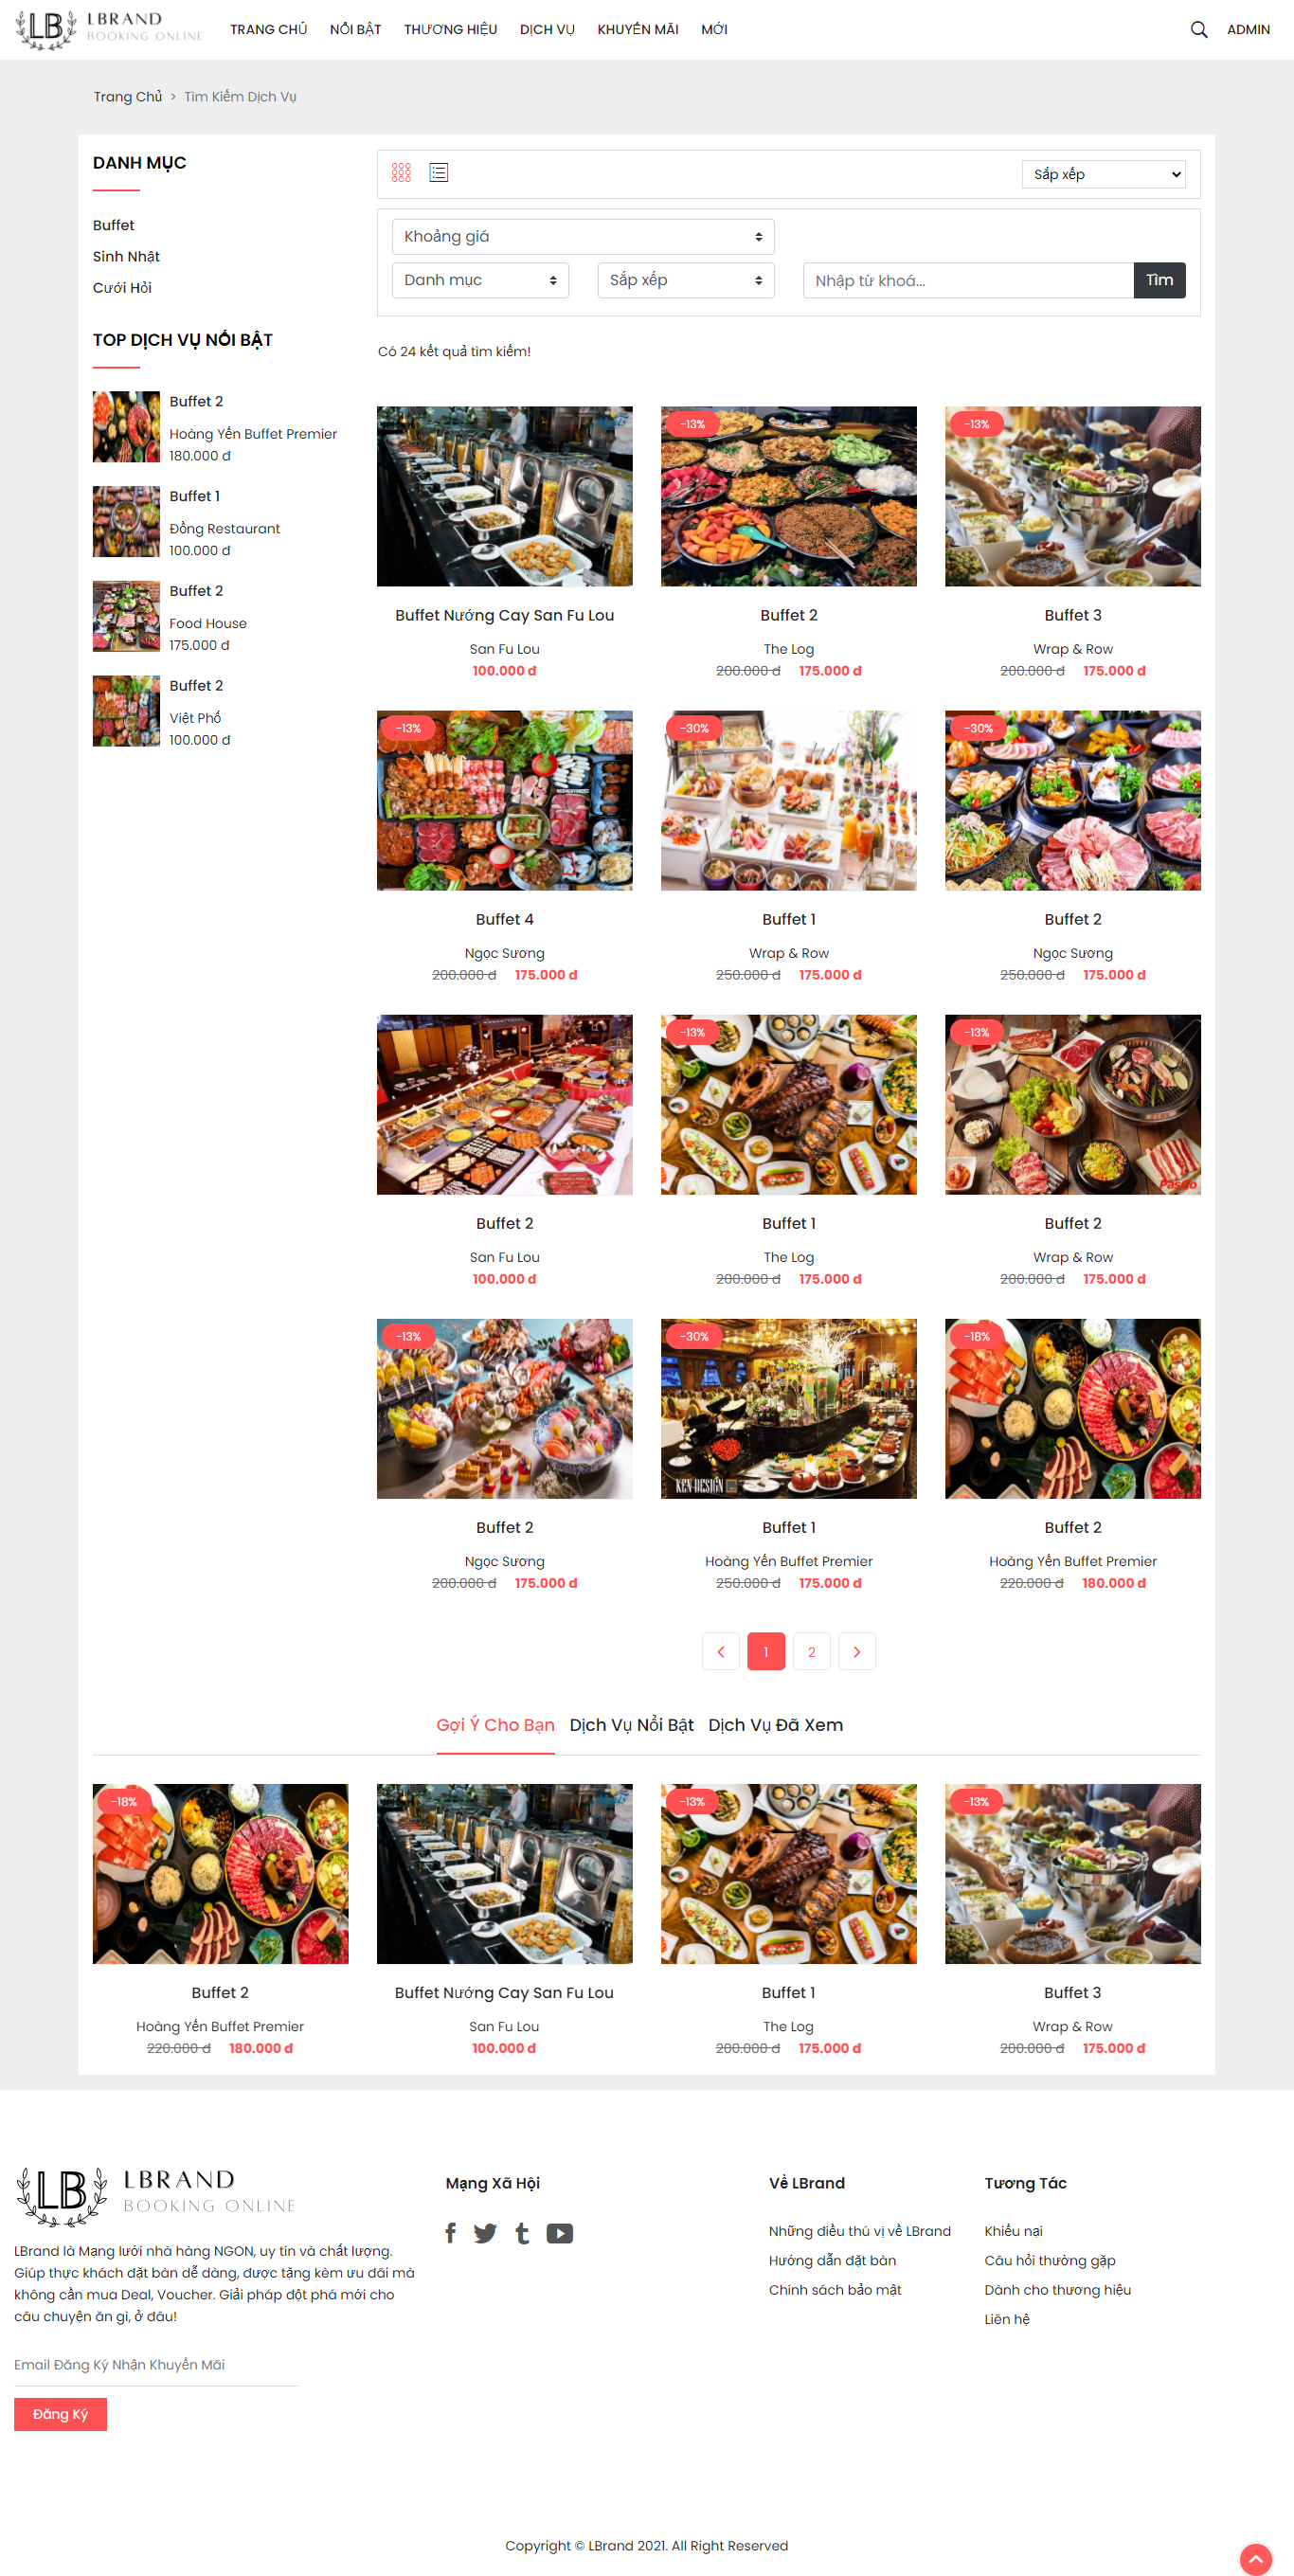 LB LBRAND
BOOKING ONLINE
TRANG CHỦ NỔI BẬT THƯƠNG HIỆU DỊCH VỤ KHUYẾN MÃI MỚI
ADMIN
Trang Chủ > Tìm Kiếm Dịch Vụ
DANH MỤC
Buffet
Sinh Nhật
Cưới Hỏi
TOP DỊCH VỤ NỔI BẬT
Buffet 2
Hoàng Yến Buffet Premier
180.000 đ
Buffet 1
Đồng Restaurant
100.000 đ
Buffet 2
Food House
175.000 đ
Buffet 2
Việt Phố
100.000 đ
Sắp xếp
Khoảng giá
Danh mục Sắp xếp Nhập từ khoá... Tìm
Có 24 kết quả tìm kiếm!
-13% -13%
Buffet Nướng Cay San Fu Lou Buffet 2 Buffet 3
San Fu Lou The Log Wrap & Row
100.000 đ 200.000 đ 175.000 đ 200.000 đ 175.000 đ
-13% -30% -30%
Buffet 4 Buffet 1 Buffet 2
Ngọc Sương Wrap & Row Ngọc Sương
200.000 đ 175.000 đ 250.000 đ 175.000 đ 250.000 đ 175.000 đ
-13% -13%
Pasgo
Buffet 2 Buffet 1 Buffet 2
San Fu Lou The Log Wrap & Row
100.000 đ 200.000 đ 175.000 đ 200.000 đ 175.000 đ
-13% -30% -18%
KEN DESIGN
Buffet 2 Buffet 1 Buffet 2
Ngọc Sương Hoàng Yến Buffet Premier Hoàng Yến Buffet Premier
200.000 đ 175.000 đ 250.000 đ 175.000 đ 220.000 đ 180.000 đ
1 2
Gợi Ý Cho Bạn Dịch Vụ Nổi Bật Dịch Vụ Đã Xem
-18% -13% -13%
Buffet 2 Buffet Nướng Cay San Fu Lou Buffet 1 Buffet 3
Hoàng Yến Buffet Premier San Fu Lou The Log Wrap & Row
220.000 đ 180.000 đ 100.000 đ 200.000 đ 175.000 đ 200.000 đ 175.000 đ
LB LBRAND
BOOKING ONLINE
LBrand là Mạng lưới nhà hàng NGON, uy tín và chất lượng.
Giúp thực khách đặt bàn dễ dàng, được tặng kèm ưu đãi mà
không cần mua Deal, Voucher. Giải pháp đột phá mới cho
câu chuyện ăn gì, ở đâu!
Email Đăng Ký Nhận Khuyến Mãi
Đăng Ký
Mạng Xã Hội
Về LBrand
Những điều thú vị về LBrand
Hướng dẫn đặt bàn
Chính sách bảo mật
Tương Tác
Khiếu nại
Câu hỏi thường gặp
Dành cho thương hiệu
Liên hệ
Copyright © LBrand 2021. All Right Reserved